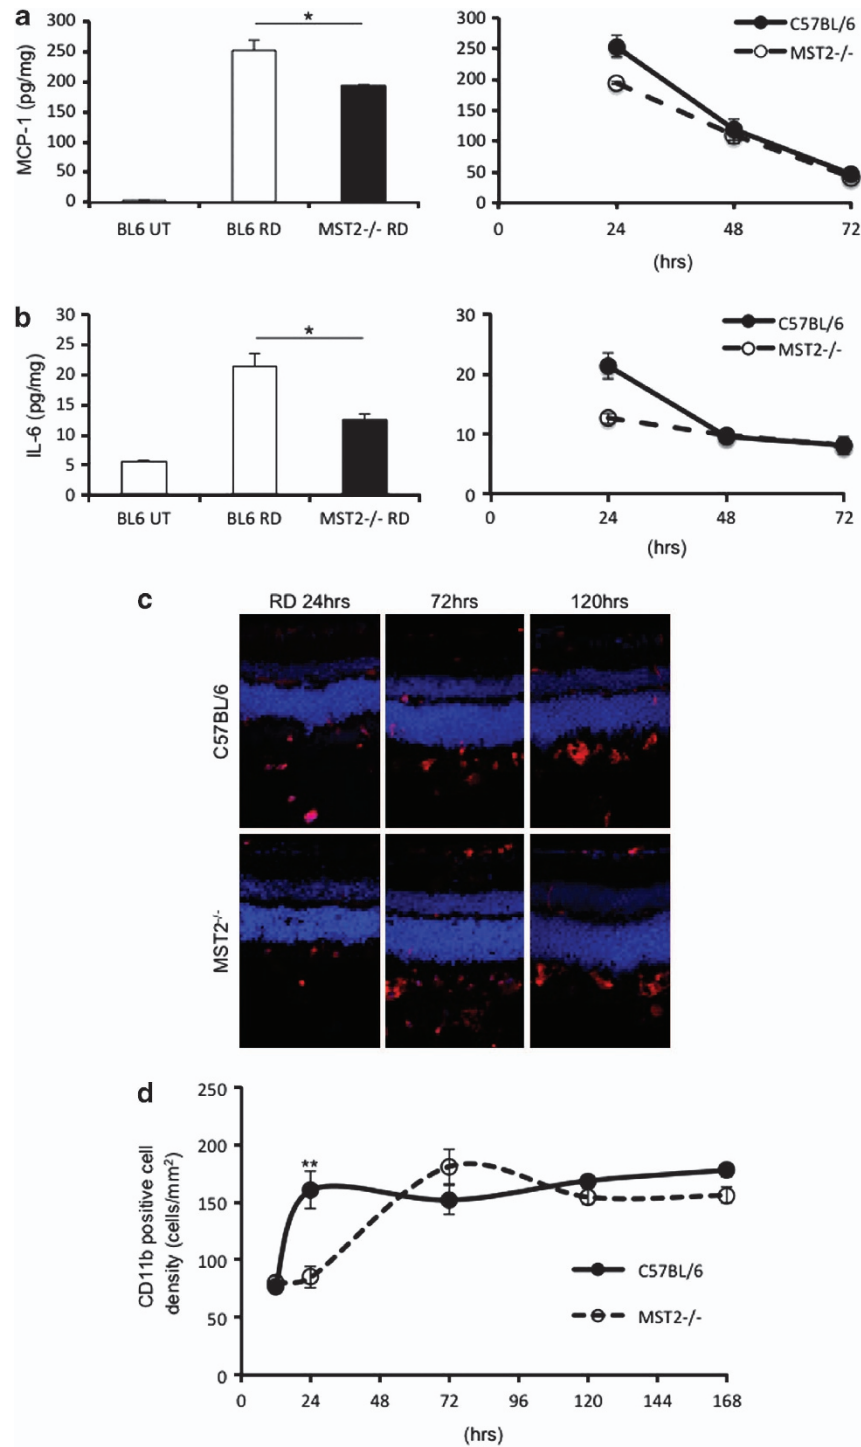 a
MCP-1 (pg/mg)
300
250
200
150
100
50
0
*
BL6 UT BL6 RD MST2-/- RD
300
250
200
150
100
50
0
C57BL/6
MST2-/-
0 24 48 72
(hrs)
b
IL-6 (pg/mg)
30
25
20
15
10
5
0
*
BL6 UT BL6 RD MST2-/- RD
30
20
10
0
C57BL/6
MST2-/-
0 24 48 72
(hrs)
c
RD 24hrs 72hrs 120hrs
C57BL/6
MST2-/-
d
CD11b positive cell
density (cells/mm²)
250
200
150
100
50
0
**
C57BL/6
MST2-/-
0 24 48 72 96 120 144 168
(hrs)